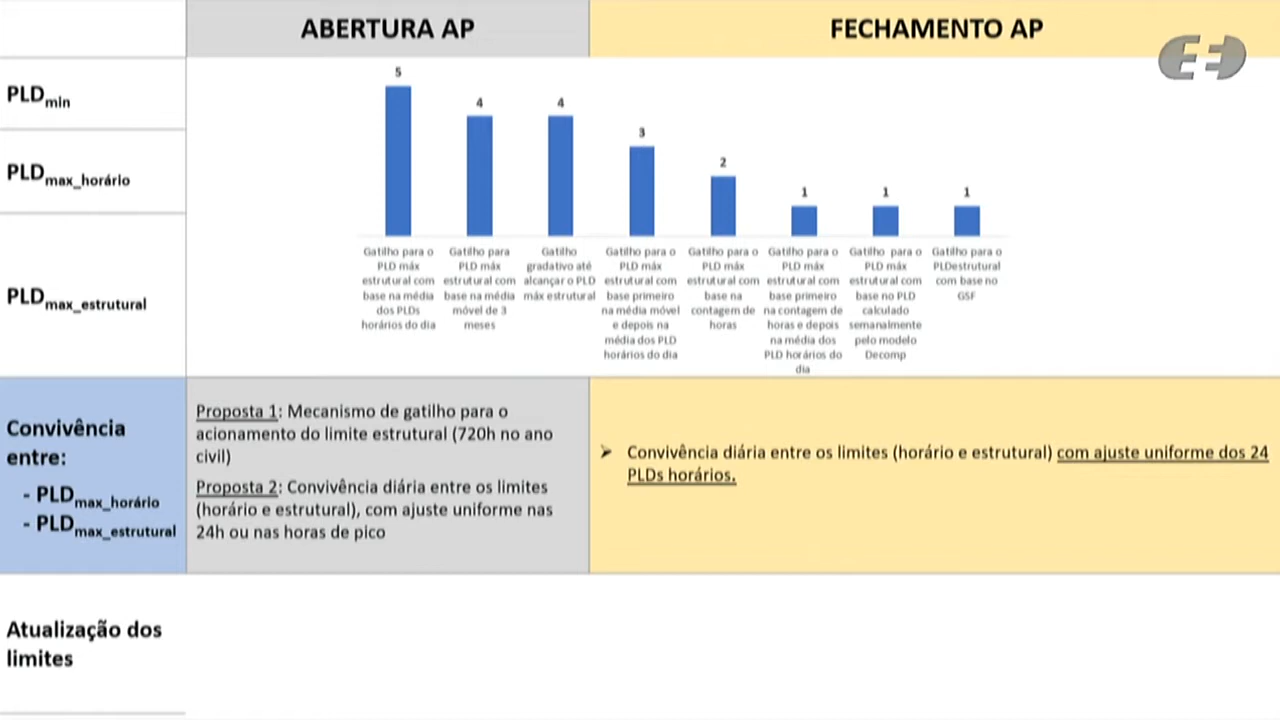 ABERTURA AP
FECHAMENTO AP
PLDmin
PLDmax_horário
PLDmax_estrutural
5
4
4
3
2
1
1
1
Gatilho para o
PLD máx
estrutural com
base na média
dos PLDs
horários do dia
Gatilho para
PLD máx
estrutural com
base na média
móvel de 3
meses
Gatilho
gradativo até
alcançar o PLD
máx estrutural
Gatilho para o
PLD máx
estrutural com
base primeiro
na média móvel
e depois na
média dos PLD
horários do dia
Gatilho para o
PLD máx
estrutural com
base na
contagem de
horas
Gatilho para o
PLD máx
estrutural com
base primeiro
na contagem de
horas e depois
na média dos
PLD horários do
dia
Gatilho para o
PLD máx
estrutural com
base no PLD
calculado
semanalmente
pelo modelo
Decomp
Gatilho para o
PLDestrutural
com base no
GSF
Convivência
entre:
- PLDmax_horário
- PLDmax_estrutural
Proposta 1: Mecanismo de gatilho para o
acionamento do limite estrutural (720h no ano
civil)
Proposta 2: Convivência diária entre os limites
(horário e estrutural), com ajuste uniforme nas
24h ou nas horas de pico
➢ Convivência diária entre os limites (horário e estrutural) com ajuste uniforme dos 24
PLDs horários.
Atualização dos
limites